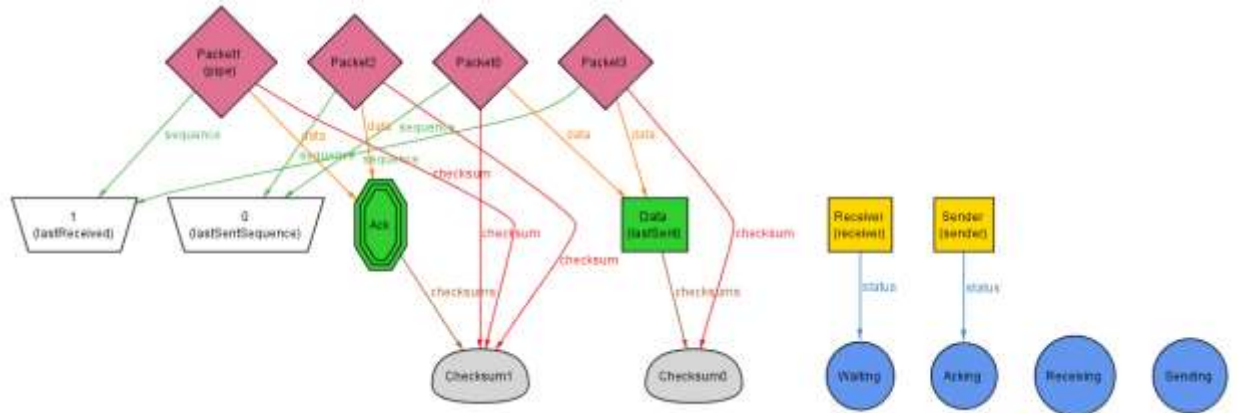 Packet1
(pipe)
Packet2
Packet0
Packet3
sequence
data
data
sequence
data
data
sequence
sequence
checksum
1
(lastReceived)
0
(lastSentSequence)
Ack
Data
(lastSent)
Receiver
(receiver)
Sender
(sender)
checksum
checksum
checksum
checksums
checksums
status
status
Checksum1
Checksum0
Waiting
Acking
Receiving
Sending